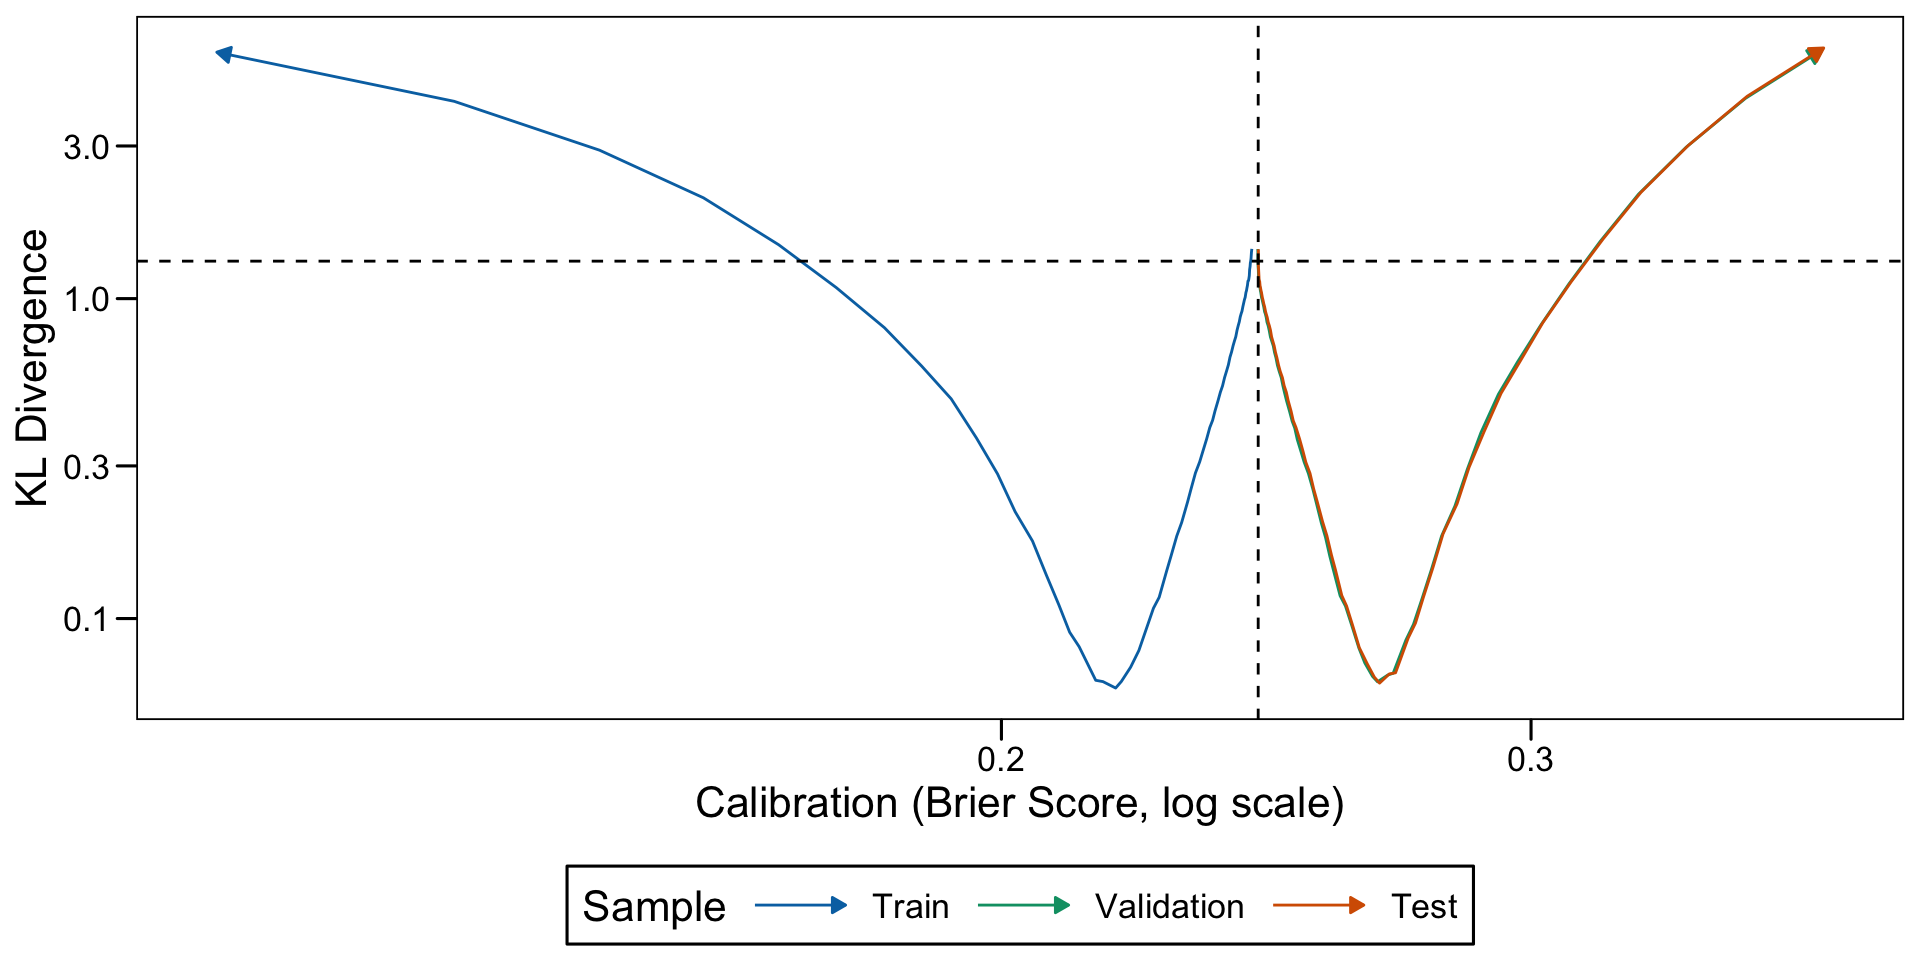 KL Divergence
3.0
1.0
0.3
0.1
0.2 0.3
Calibration (Brier Score, log scale)
Sample Train Validation Test